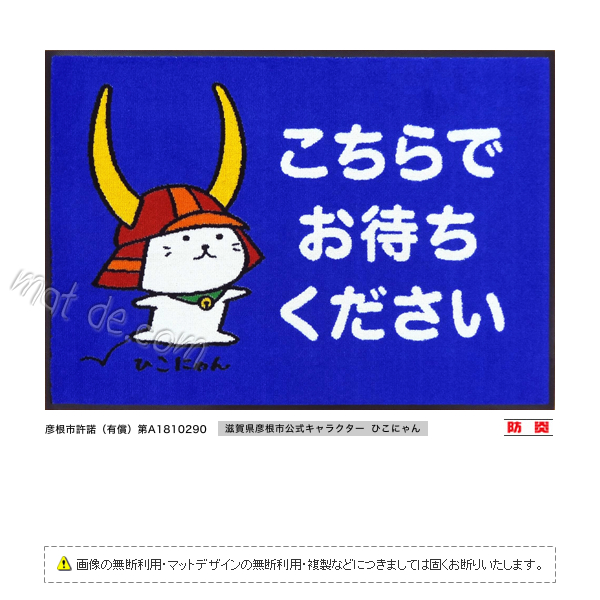 こちらで
お待ち
ください
mat de.com
ひこにゃん
彦根市許諾（有償）第A1810290
滋賀県彦根市公式キャラクター ひこにゃん
防炎
画像の無断利用・マットデザインの無断利用・複製などにつきましては固くお断りいたします。